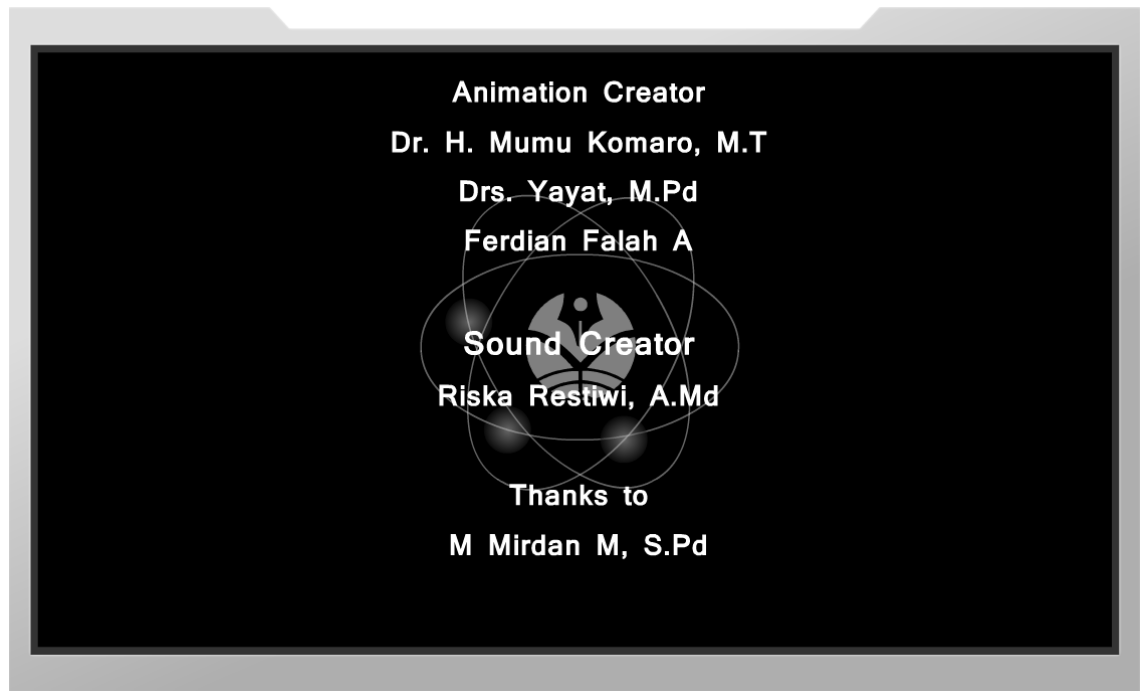 Animation Creator
Dr. H. Mumu Komaro, M.T
Drs. Yayat, M.Pd
Ferdian Falah A
Sound Creator
Riska Restiwi, A.Md
Thanks to
M Mirdan M, S.Pd